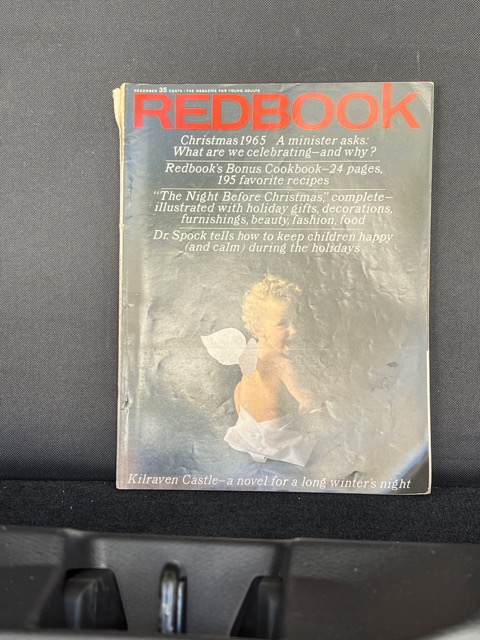 DECEMBER 35 CENTS • THE MAGAZINE FOR YOUNG ADULTS
REDBOOK
Christmas 1965 A minister asks:
What are we celebrating—and why?
Redbook's Bonus Cookbook—24 pages,
195 favorite recipes
"The Night Before Christmas," complete—
illustrated with holiday gifts, decorations,
furnishings, beauty, fashion, food
Dr. Spock tells how to keep children happy
(and calm) during the holidays
Kilraven Castle—a novel for a long winter's night